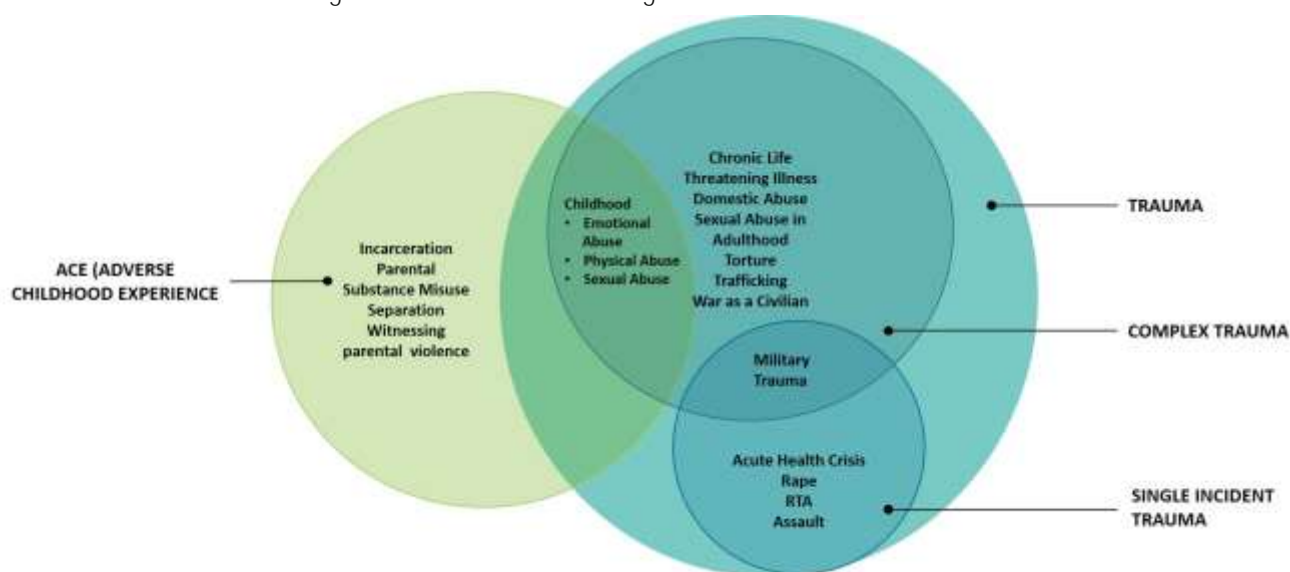 ACE (ADVERSE
CHILDHOOD EXPERIENCE
Incarceration
Parental
Substance Misuse
Separation
Witnessing
parental violence
Childhood
• Emotional
Abuse
• Physical Abuse
• Sexual Abuse
Chronic Life
Threatening Illness
Domestic Abuse
Sexual Abuse in
Adulthood
Torture
Trafficking
War as a Civilian
Military
Trauma
Acute Health Crisis
Rape
RTA
Assault
TRAUMA
COMPLEX TRAUMA
SINGLE INCIDENT
TRAUMA